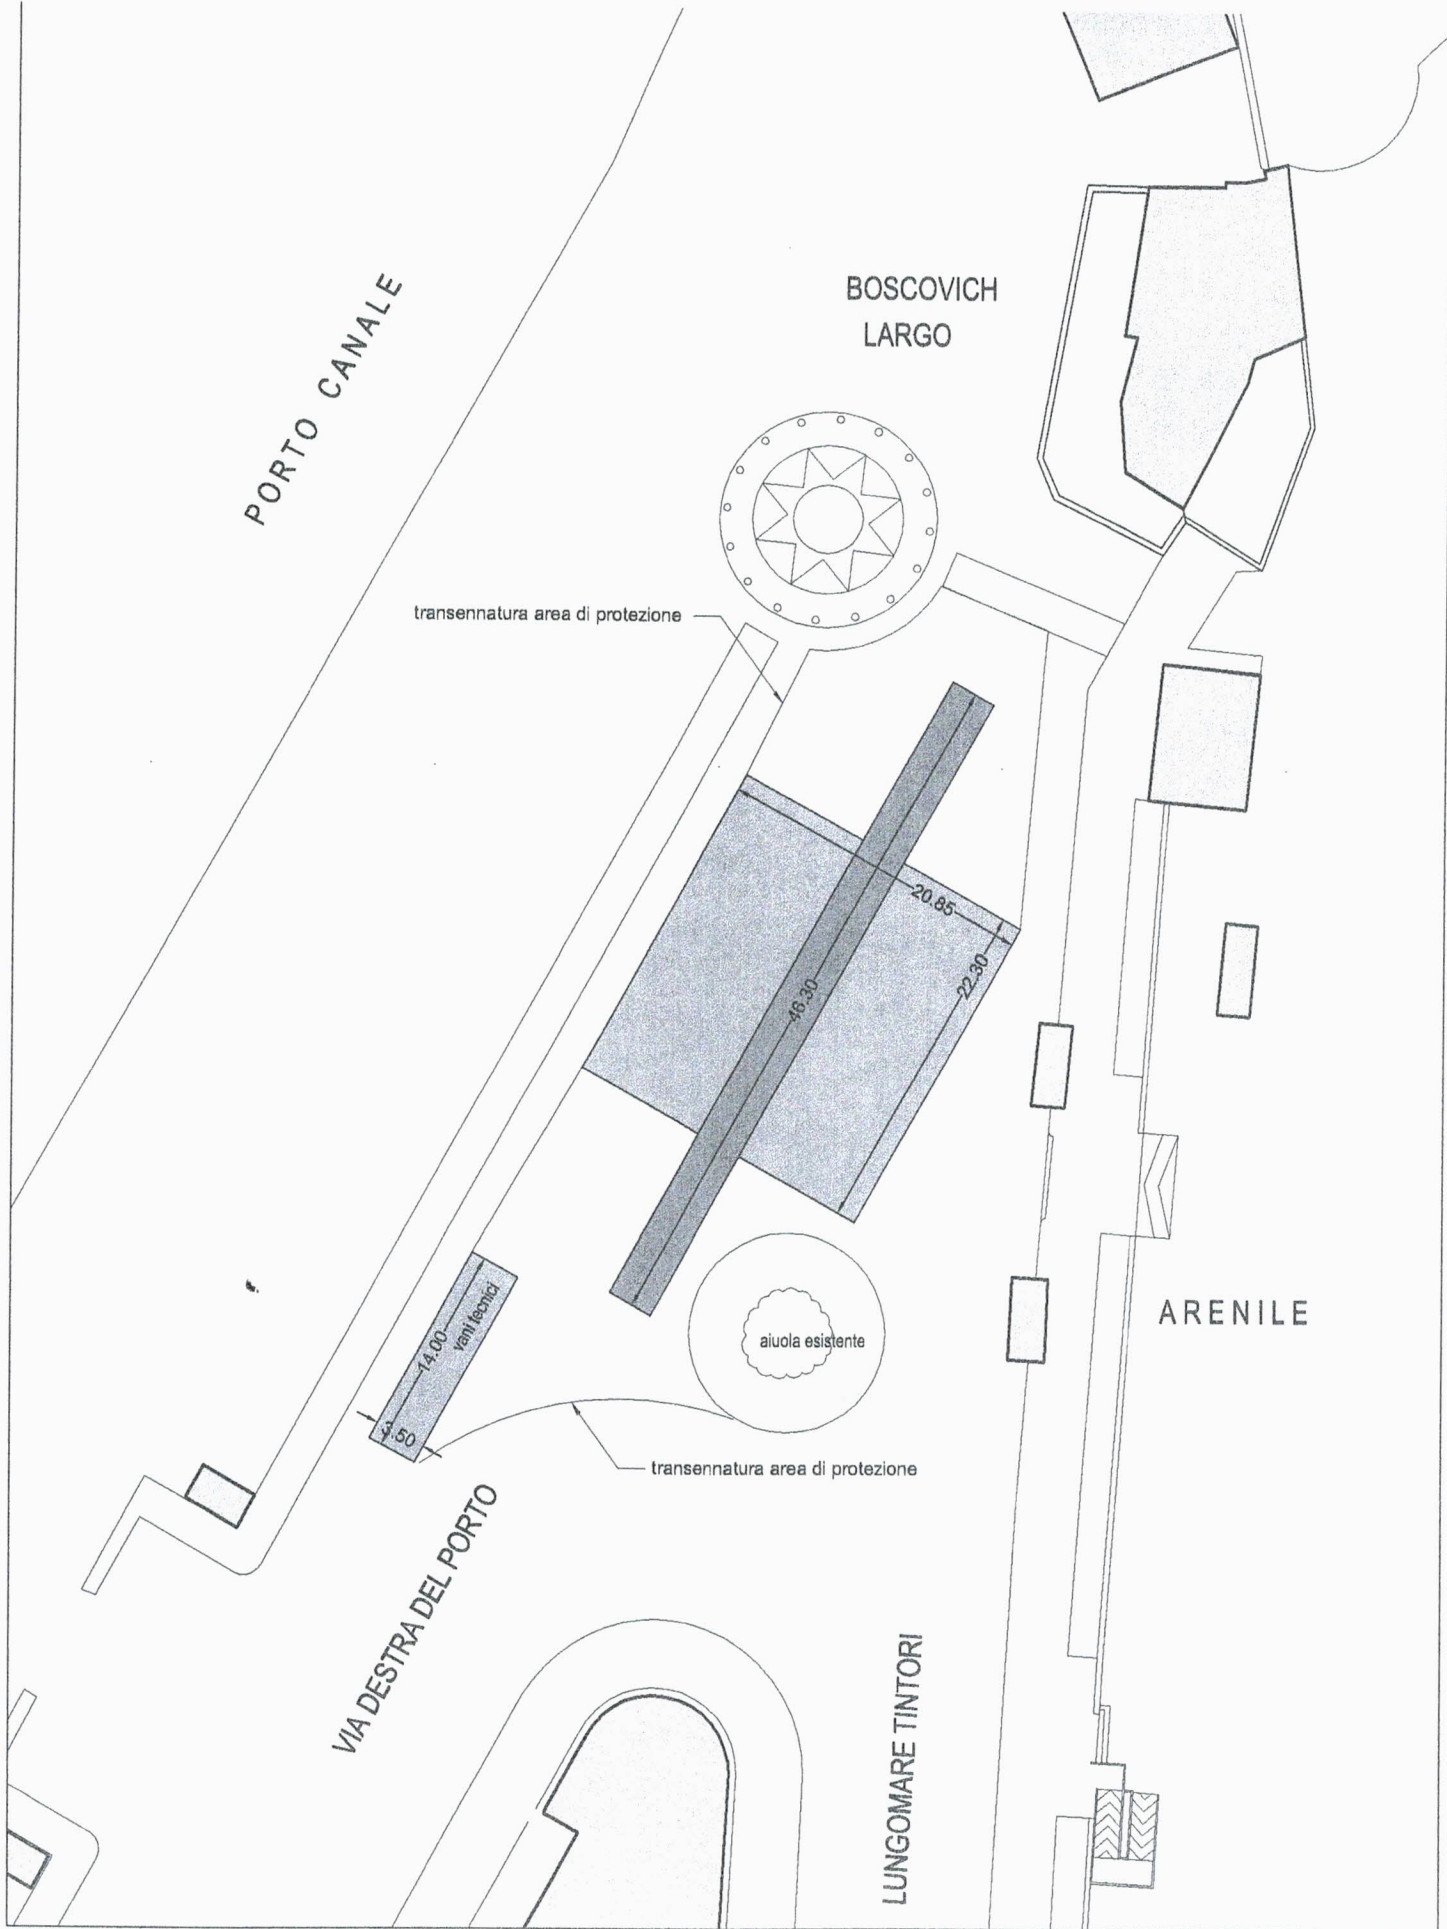 BOSCOVICH
LARGO
PORTO CANALE
transennatura area di protezione
20.85
22.30
46.30
14.00
vani tecnici
3.50
aiuola esistente
ARENILE
transennatura area di protezione
VIA DESTRA DEL PORTO
LUNGOMARE TINTORI